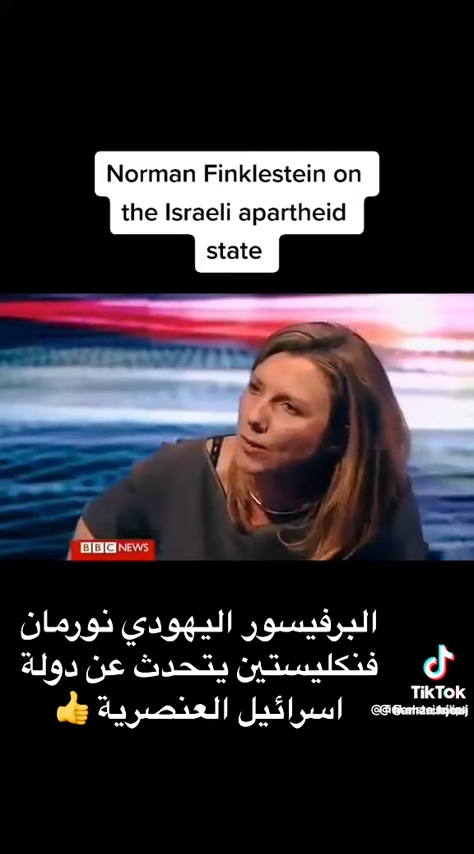 Norman Finklestein on
the Israeli apartheid
state
BBC NEWS
البرفيسور اليهودي نورمان
فنكليستين يتحدث عن دولة
اسرائيل العنصرية 👍
TikTok